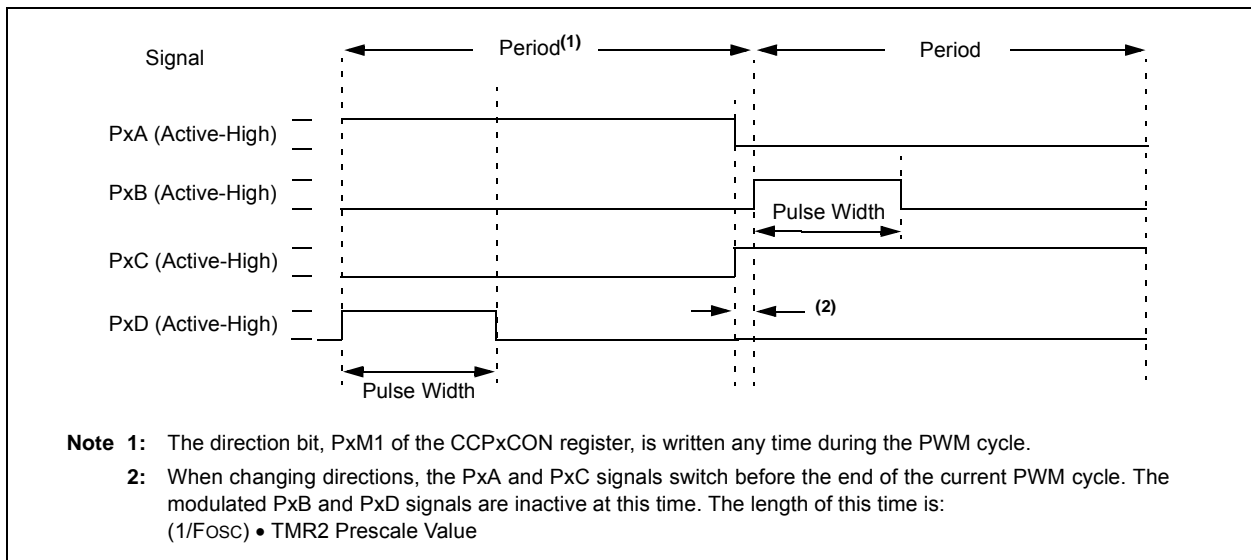 Signal
Period(1)
Period
PxA (Active-High)
PxB (Active-High)
Pulse Width
PxC (Active-High)
PxD (Active-High)
(2)
Pulse Width
Note 1: The direction bit, PxM1 of the CCPxCON register, is written any time during the PWM cycle.
2: When changing directions, the PxA and PxC signals switch before the end of the current PWM cycle. The
modulated PxB and PxD signals are inactive at this time. The length of this time is:
(1/FOSC) • TMR2 Prescale Value